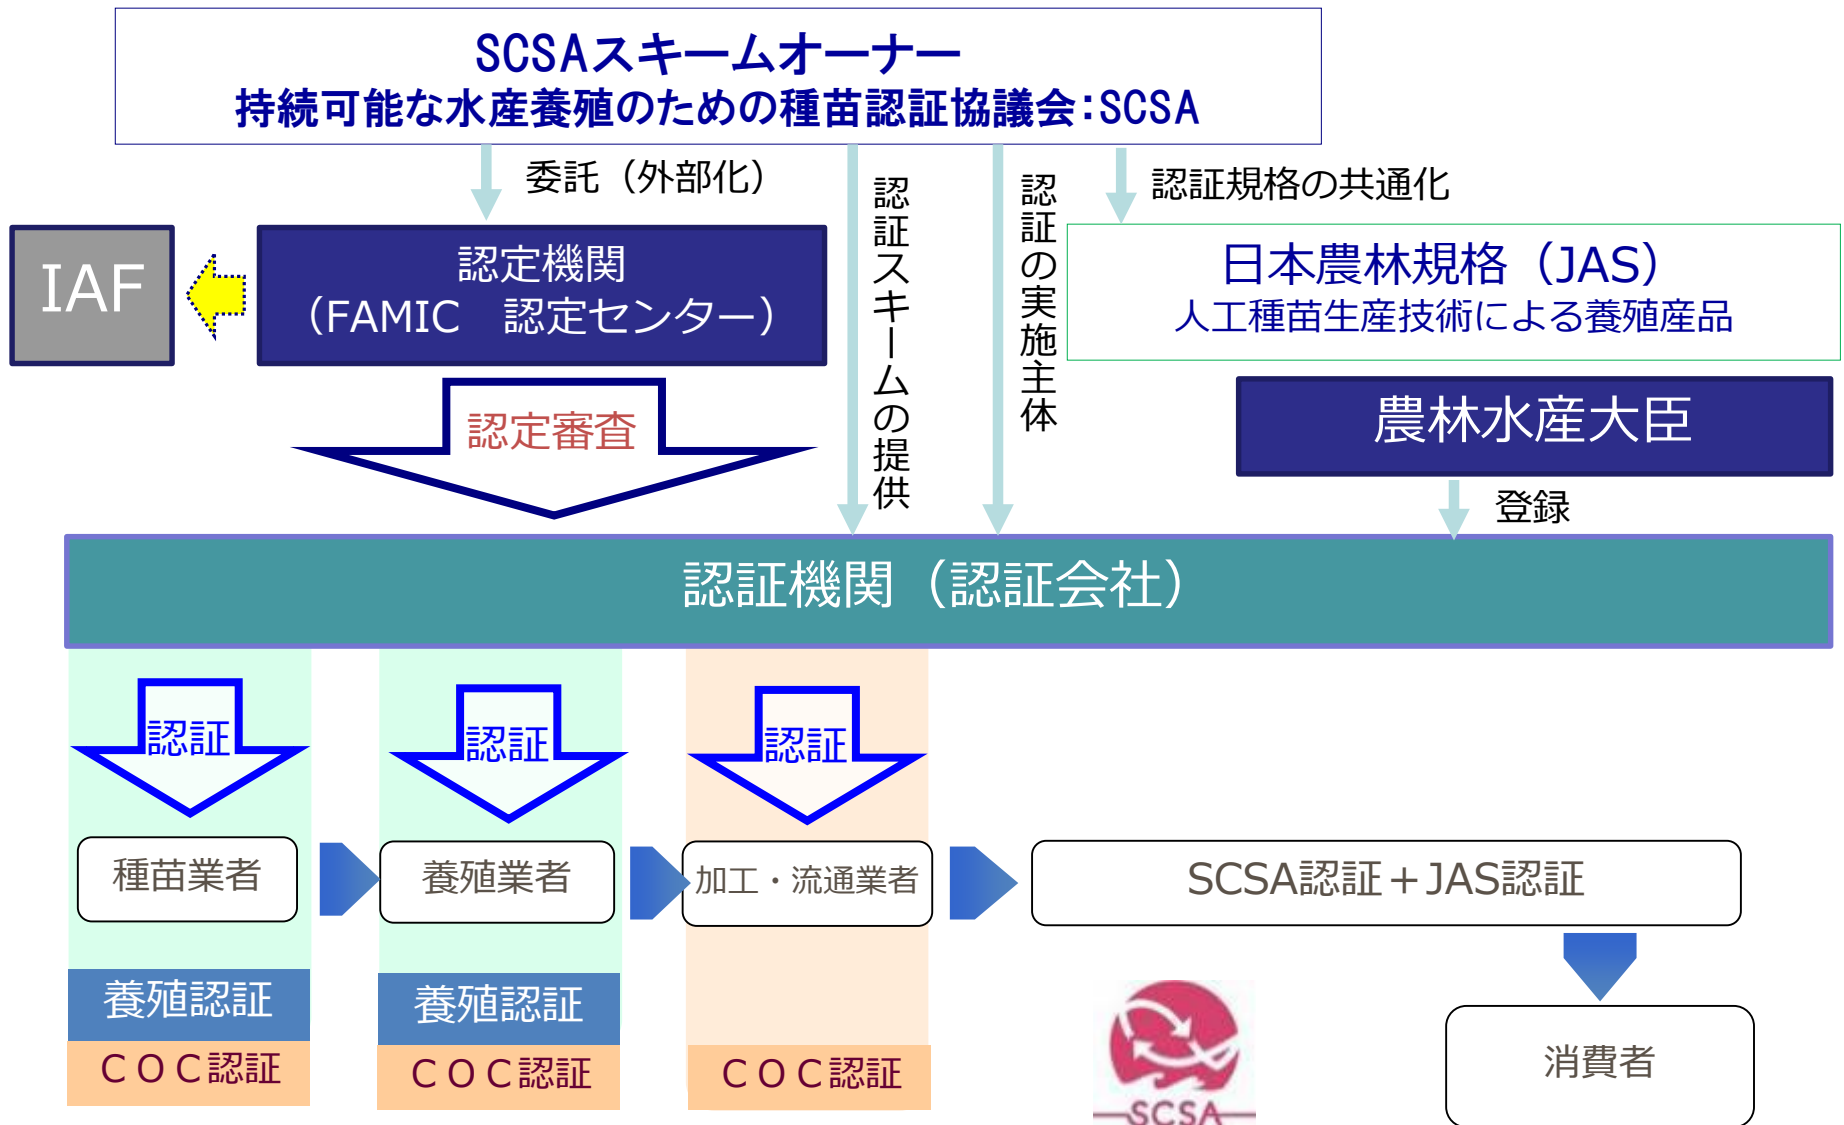 SCSAスキームオーナー
持続可能な水産養殖のための種苗認証協議会：SCSA
委託（外部化）
認証スキームの提供
認証の実施主体
認証規格の共通化
IAF
認定機関
（FAMIC　認定センター）
日本農林規格（JAS）
人工種苗生産技術による養殖産品
認定審査
農林水産大臣
登録
認証機関（認証会社）
認証
認証
認証
種苗業者
養殖業者
加工・流通業者
SCSA認証＋JAS認証
養殖認証
養殖認証
ＣＯＣ認証
ＣＯＣ認証
ＣＯＣ認証
SCSA
消費者